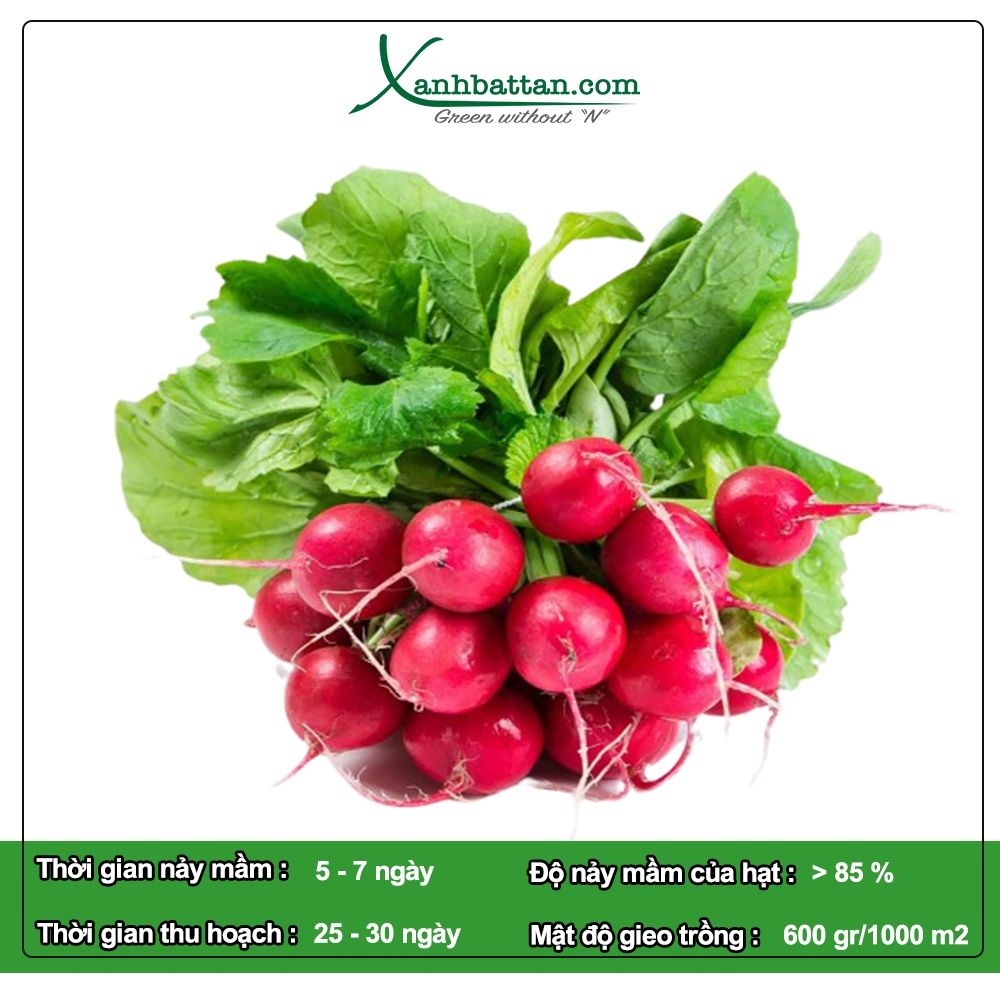 Xanhbattan.com
Green without "N"
Thời gian nảy mầm : 5 - 7 ngày
Độ nảy mầm của hạt : > 85 %
Thời gian thu hoạch : 25 - 30 ngày
Mật độ gieo trồng : 600 gr/1000 m2